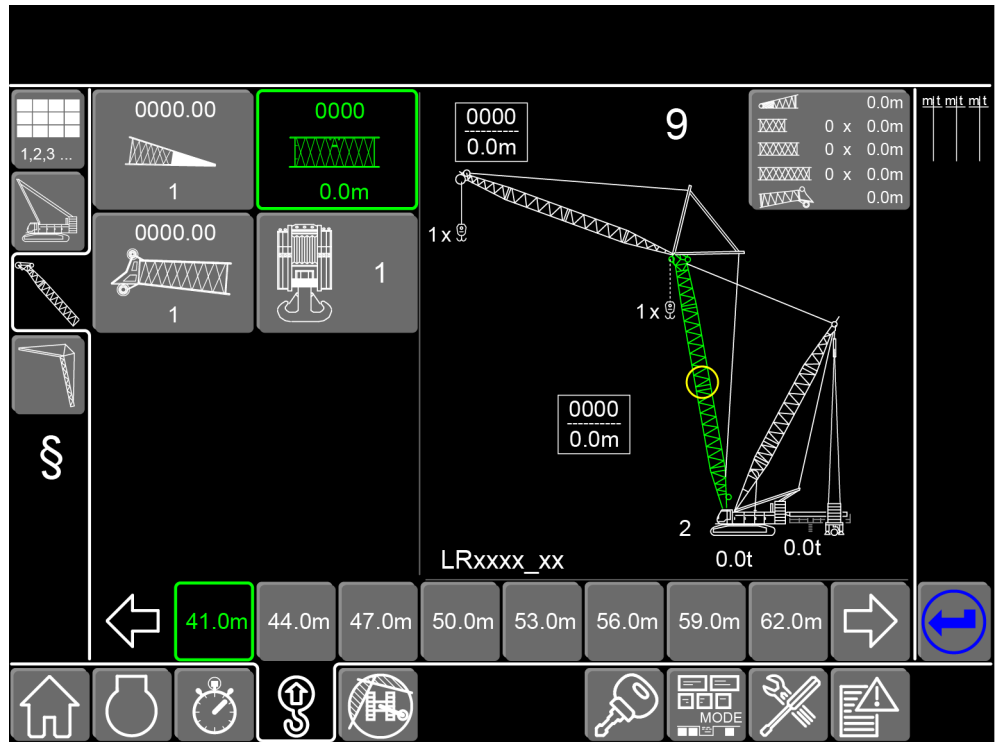 1,2,3 ...
§
0000.00
1
0000
0.0m
0000.00
1
1
0000
0.0m
9
0.0m
0 x 0.0m
0 x 0.0m
0 x 0.0m
0.0m
m|t m|t m|t
1 x
1 x
0000
0.0m
2
0.0t
0.0t
LRxxxx_xx
41.0m
44.0m
47.0m
50.0m
53.0m
56.0m
59.0m
62.0m
MODE